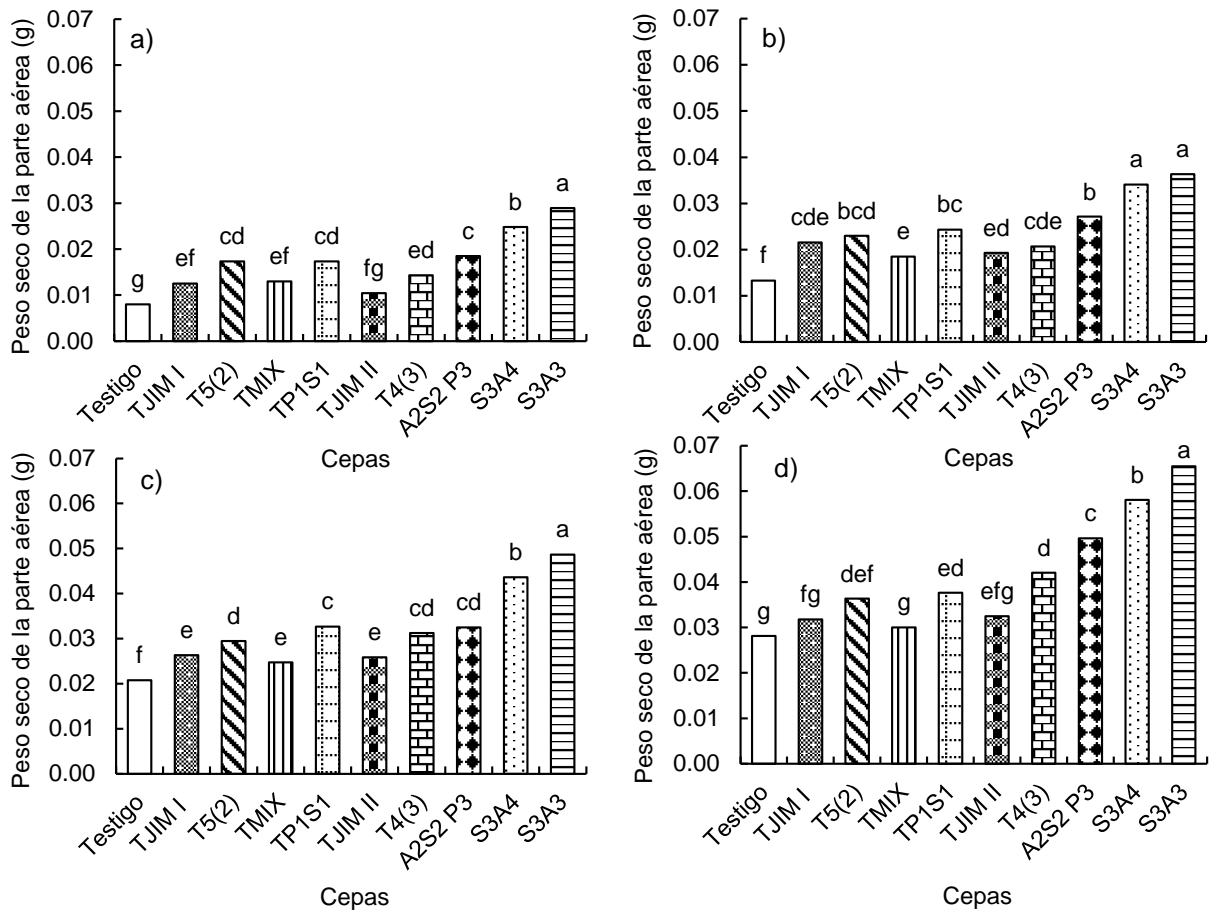 Peso seco de la parte aérea (g)
a)
0.07
0.06
0.05
0.04
0.03
0.02
0.01
0.00
g
ef
cd
ef
cd
fg
ed
c
b
a
Testigo
TJIM I
T5(2)
TMIX
TP1S1
TJIM II
T4(3)
A2S2 P3
S3A4
S3A3
Cepas
Peso seco de la parte aérea (g)
b)
0.07
0.06
0.05
0.04
0.03
0.02
0.01
0.00
f
cde
bcd
e
bc
ed
cde
b
a
a
Testigo
TJIM I
T5(2)
TMIX
TP1S1
TJIM II
T4(3)
A2S2 P3
S3A4
S3A3
Cepas
Peso seco de la parte aérea (g)
c)
0.07
0.06
0.05
0.04
0.03
0.02
0.01
0.00
f
e
d
e
c
e
cd
cd
b
a
Testigo
TJIM I
T5(2)
TMIX
TP1S1
TJIM II
T4(3)
A2S2 P3
S3A4
S3A3
Cepas
Peso seco de la parte aérea (g)
d)
0.07
0.06
0.05
0.04
0.03
0.02
0.01
0.00
g
fg
def
g
ed
efg
d
c
b
a
Testigo
TJIM I
T5(2)
TMIX
TP1S1
TJIM II
T4(3)
A2S2 P3
S3A4
S3A3
Cepas